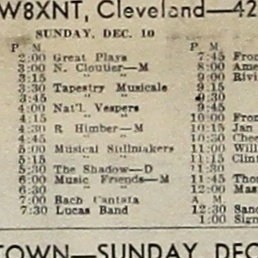 W8XNT, Cleveland—42
SUNDAY, DEC. 10
P. M.
2:00 Great Plays
3:00 N. Cloutier—M
3:15 " "
3:30 Tapestry Musicale
3:45 " "
4:00 Nat'l. Vespers
4:15 " "
4:30 R. Himber—M
4:45 " "
5:00 Musical
5:15 " "
5:30 The Shadow—D
6:00 Music Friends—M
6:30 " "
7:00 Bach Cantata
7:30 Lucas Band
P. M.
7:45 Fron
8:00 Ame
9:00 Rivi
9:15
9:30
9:45
10:00 Fron
10:15 Jan
10:30 Che
11:00 Will
11:15 Clin
11:30
11:45 Tho
12:00 Mas
A. M.
12:30 Sand
1:00 Sign
TOWN—SUNDAY, DEC